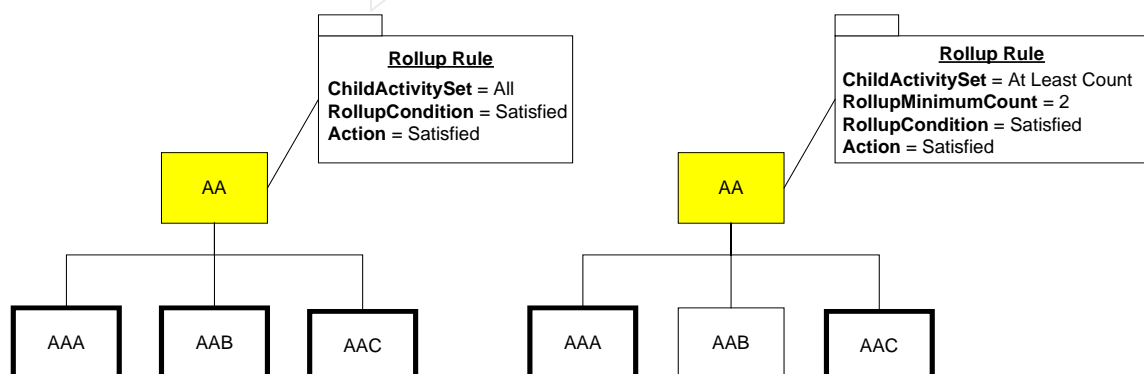 Rollup Rule
ChildActivitySet = All
RollupCondition = Satisfied
Action = Satisfied
AA
AAA
AAB
AAC
Rollup Rule
ChildActivitySet = At Least Count
RollupMinimumCount = 2
RollupCondition = Satisfied
Action = Satisfied
AA
AAA
AAB
AAC